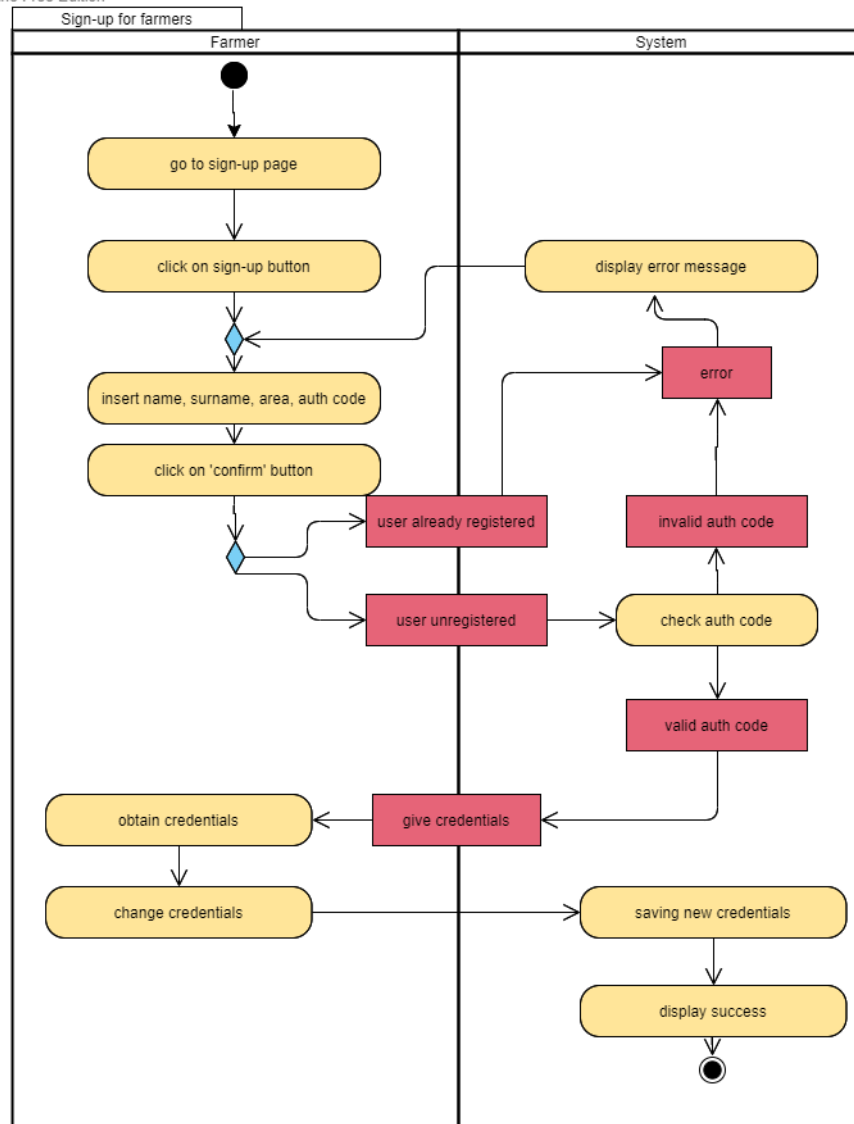 Free Edition
Sign-up for farmers
Farmer
System
go to sign-up page
click on sign-up button
display error message
error
insert name, surname, area, auth code
click on 'confirm' button
user already registered
invalid auth code
user unregistered
check auth code
valid auth code
obtain credentials
give credentials
change credentials
saving new credentials
display success